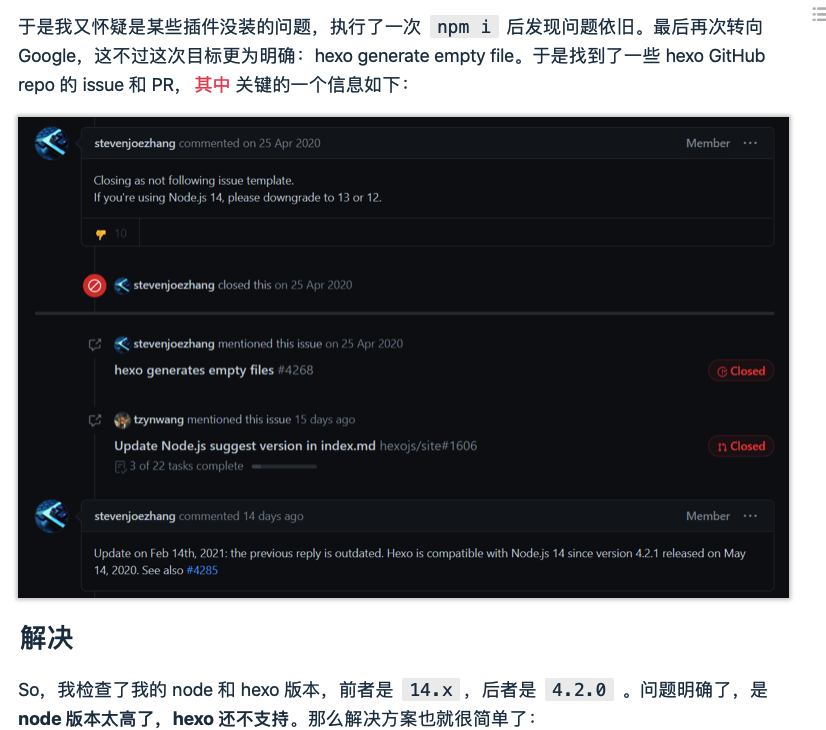 于是我又怀疑是某些插件没装的问题，执行了一次 npm i 后发现问题依旧。最后再次转向
Google，这不过这次目标更为明确：hexo generate empty file。于是找到了一些 hexo GitHub
repo 的 issue 和 PR， 其中 关键的一个信息如下：
stevenjoezhang commented on 25 Apr 2020 Member ···
Closing as not following issue template.
If you're using Node.js 14, please downgrade to 13 or 12.
👎 10
stevenjoezhang closed this on 25 Apr 2020
stevenjoezhang mentioned this issue on 25 Apr 2020
hexo generates empty files #4268 Closed
tzynwang mentioned this issue 15 days ago
Update Node.js suggest version in index.md hexojs/site#1606 Closed
3 of 22 tasks complete
stevenjoezhang commented 14 days ago Member ···
Update on Feb 14th, 2021: the previous reply is outdated. Hexo is compatible with Node.js 14 since version 4.2.1 released on May
14, 2020. See also #4285
解决
So，我检查了我的 node 和 hexo 版本，前者是 14.x ，后者是 4.2.0 。问题明确了，是
node 版本太高了，hexo 还不支持。那么解决方案也就很简单了：